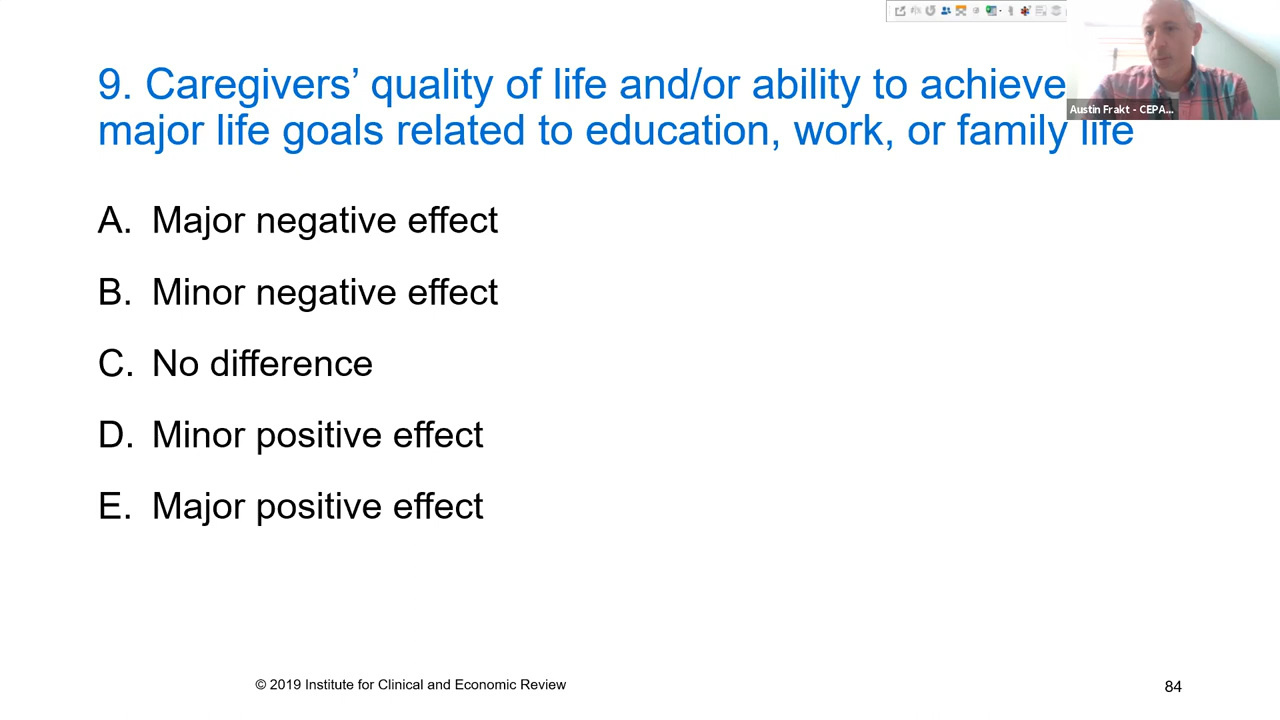 9. Caregivers’ quality of life and/or ability to achieve
major life goals related to education, work, or family life
Austin Frakt - CEPA...
A. Major negative effect
B. Minor negative effect
C. No difference
D. Minor positive effect
E. Major positive effect
© 2019 Institute for Clinical and Economic Review
84